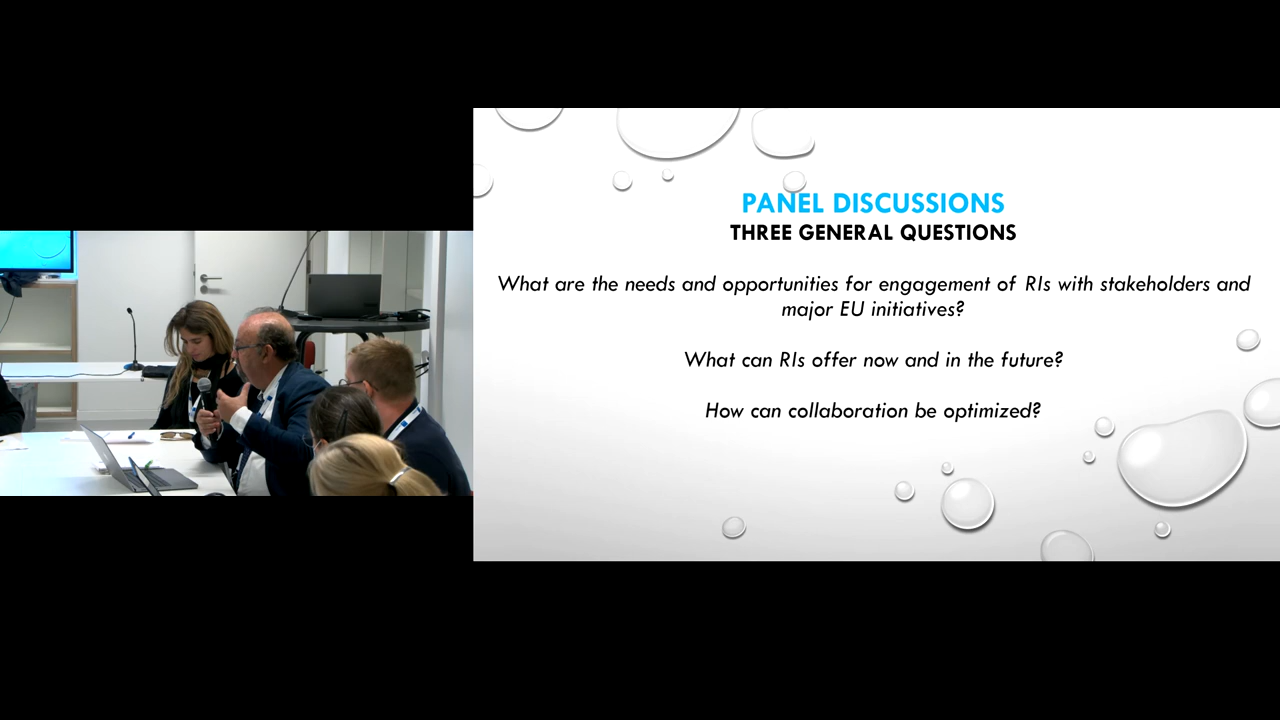 PANEL DISCUSSIONS
THREE GENERAL QUESTIONS
What are the needs and opportunities for engagement of RIs with stakeholders and
major EU initiatives?
What can RIs offer now and in the future?
How can collaboration be optimized?